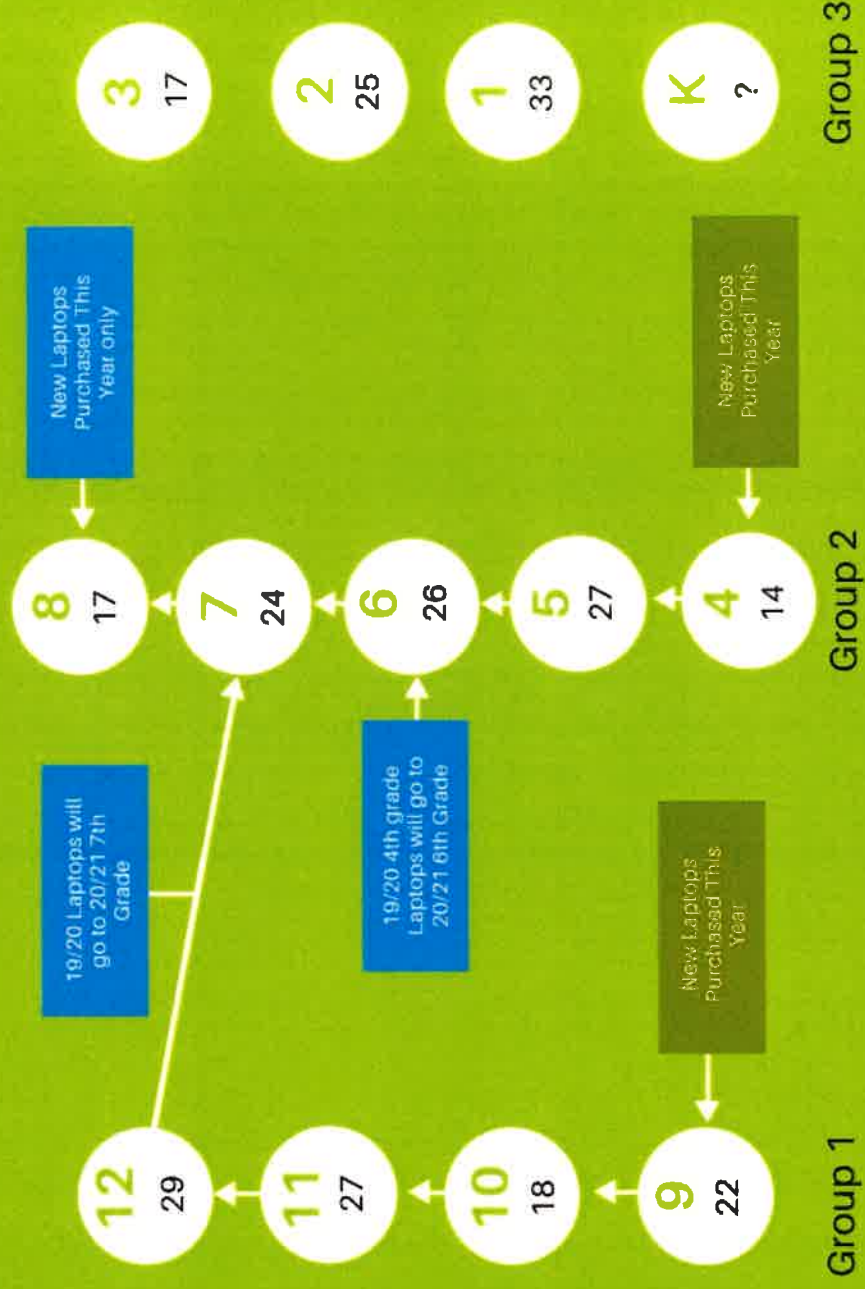 12
29
11
27
10
18
9
22
Group 1
19/20 Laptops will
go to 20/21 7th
Grade
19/20 4th grade
Laptops will go to
20/21 6th Grade
New Laptops
Purchased This
Year
8
17
7
24
6
26
5
27
4
14
Group 2
New Laptops
Purchased This
Year only
New Laptops
Purchased This
Year
3
17
2
25
1
33
K
?
Group 3